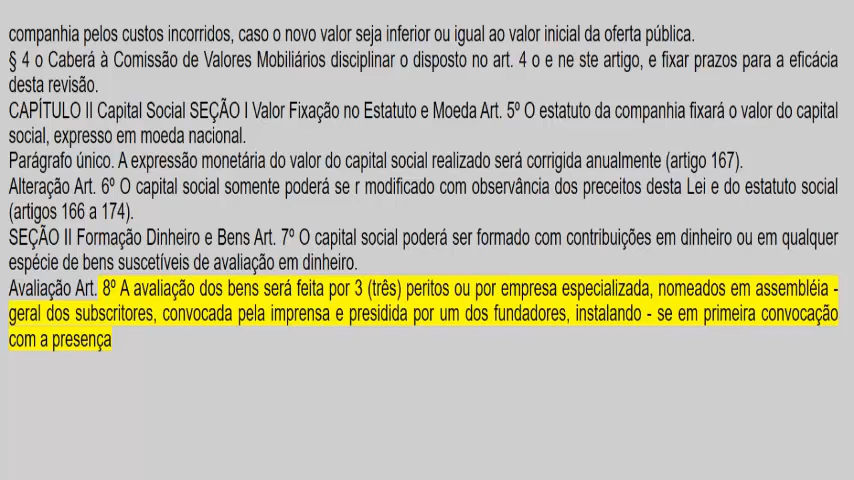 companhia pelos custos incorridos, caso o novo valor seja inferior ou igual ao valor inicial da oferta pública.
§ 4 o Caberá à Comissão de Valores Mobiliários disciplinar o disposto no art. 4 o e ne ste artigo, e fixar prazos para a eficácia
desta revisão.
CAPÍTULO II Capital Social SEÇÃO I Valor Fixação no Estatuto e Moeda Art. 5º O estatuto da companhia fixará o valor do capital
social, expresso em moeda nacional.
Parágrafo único. A expressão monetária do valor do capital social realizado será corrigida anualmente (artigo 167).
Alteração Art. 6º O capital social somente poderá se r modificado com observância dos preceitos desta Lei e do estatuto social
(artigos 166 a 174).
SEÇÃO II Formação Dinheiro e Bens Art. 7º O capital social poderá ser formado com contribuições em dinheiro ou em qualquer
espécie de bens suscetíveis de avaliação em dinheiro.
Avaliação Art. 8º A avaliação dos bens será feita por 3 (três) peritos ou por empresa especializada, nomeados em assembléia -
geral dos subscritores, convocada pela imprensa e presidida por um dos fundadores, instalando - se em primeira convocação
com a presença